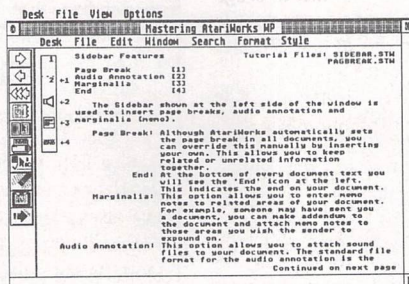 Desk File View Options
Mastering AtariWorks WP
Desk File Edit Window Search Format Style
Sidebar Features Tutorial Files: SIDEBAR.STW
PAGBREAK.STW
Page Break [1]
Audio Annotation [2]
Marginalia [3]
End [4]
1
2 +1
+2
+3
+4
The Sidebar shown at the left side of the window is
used to insert page breaks, audio annotation and
marginalia (memo).
Page Break: Although AtariWorks automatically sets
the page break in all documents, you
can override this manually by inserting
your own. This allows you to keep
related or unrelated information
together.
End: At the bottom of every document text you
will see the 'End' icon at the left.
This indicates the end on your document.
Marginalia: This option allows you to enter memo
notes to related areas of your document.
For example, someone may have sent you
a document, you can make addendum to
the document and attach memo notes to
those areas you wish the sender to
expound on.
Audio Annotation: This option allows you to attach sound
files to your document. The standard file
format for the audio annotation is the
Continued on next page